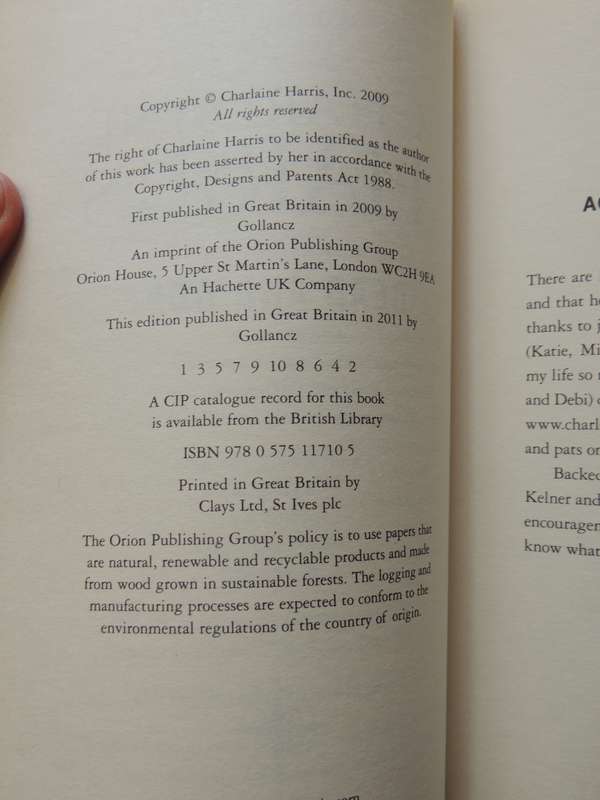 Copyright © Charlaine Harris, Inc. 2009
All rights reserved
The right of Charlaine Harris to be identified as the author
of this work has been asserted by her in accordance with the
Copyright, Designs and Patents Act 1988.
First published in Great Britain in 2009 by
Gollancz
An imprint of the Orion Publishing Group
Orion House, 5 Upper St Martin's Lane, London WC2H 9EA
An Hachette UK Company
This edition published in Great Britain in 2011 by
Gollancz
1 3 5 7 9 10 8 6 4 2
A CIP catalogue record for this book
is available from the British Library
ISBN 978 0 575 11710 5
Printed in Great Britain by
Clays Ltd, St Ives plc
The Orion Publishing Group's policy is to use papers that
are natural, renewable and recyclable products and made
from wood grown in sustainable forests. The logging and
manufacturing processes are expected to conform to the
environmental regulations of the country of origin.
There are
and that
thanks to
(Katie,
my life so
and Debi)
and pats
Kelner and
know what